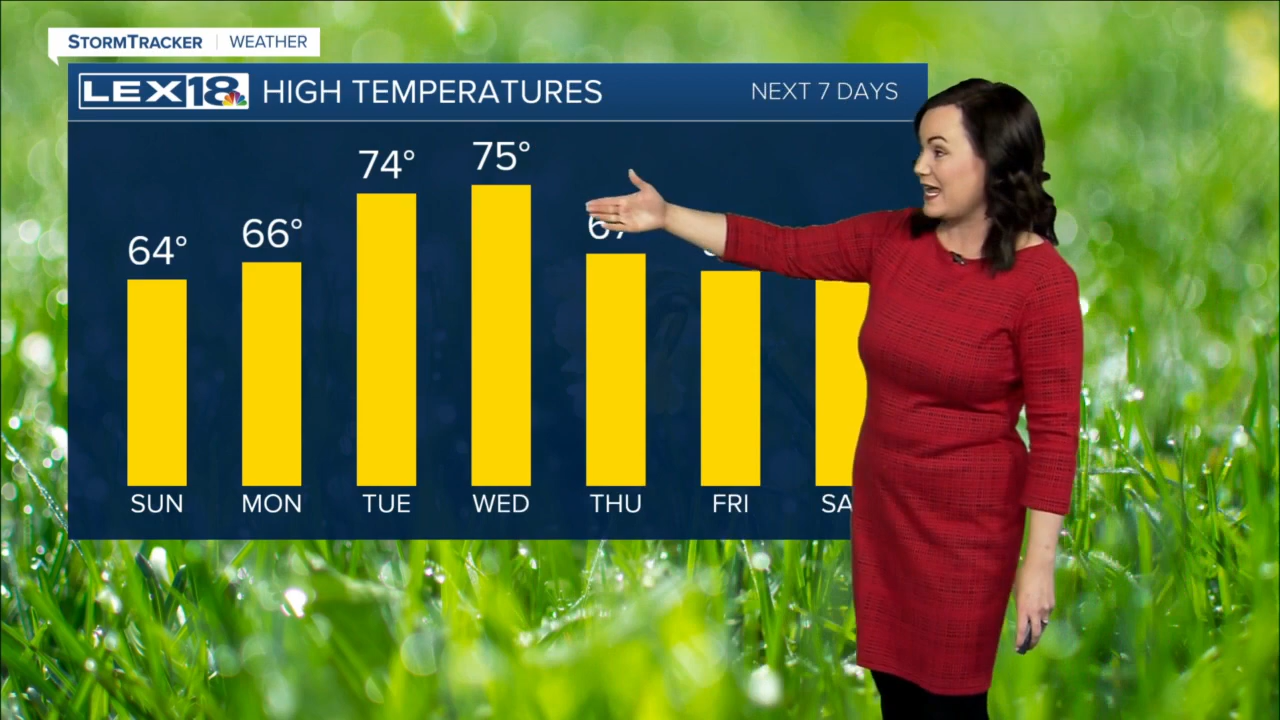 STORMTRACKER | WEATHER
LEX18 HIGH TEMPERATURES NEXT 7 DAYS
64° 66° 74° 75°
SUN MON TUE WED THU FRI